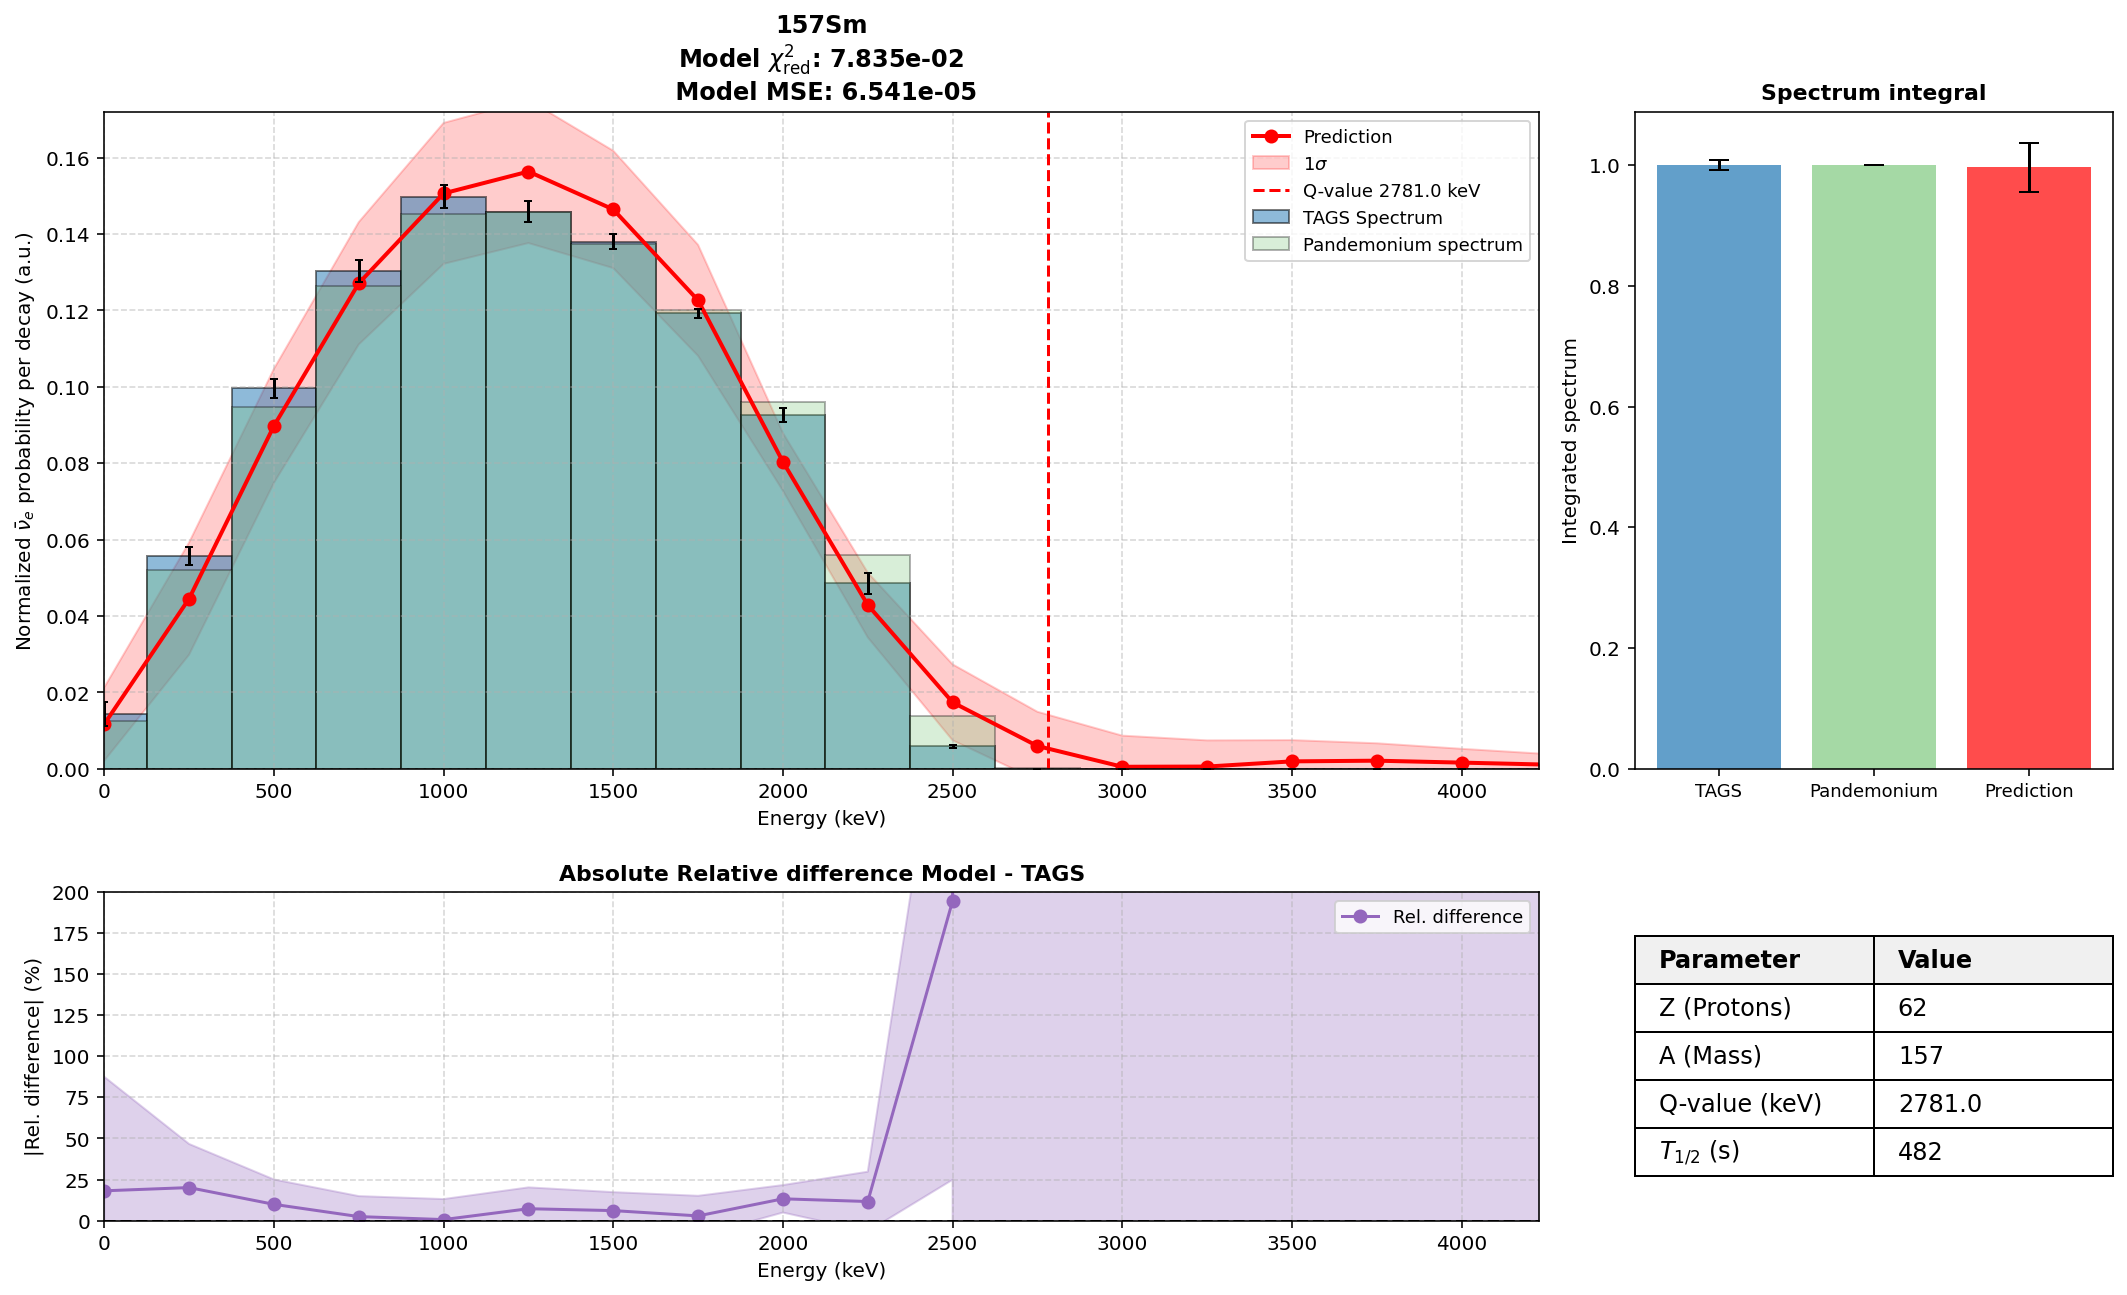 157Sm
Model χ²red: 7.835e-02
Model MSE: 6.541e-05
Normalized ν̄e probability per decay (a.u.)
0.16
0.14
0.12
0.10
0.08
0.06
0.04
0.02
0.00
0 500 1000 1500 2000 2500 3000 3500 4000
Energy (keV)
Prediction
1σ
Q-value 2781.0 keV
TAGS Spectrum
Pandemonium spectrum
Spectrum integral
Integrated spectrum
1.0
0.8
0.6
0.4
0.2
0.0
TAGS Pandemonium Prediction
Absolute Relative difference Model - TAGS
|Rel. difference| (%)
200
175
150
125
100
75
50
25
0
0 500 1000 1500 2000 2500 3000 3500 4000
Energy (keV)
Rel. difference
Parameter Value
Z (Protons) 62
A (Mass) 157
Q-value (keV) 2781.0
T1/2 (s) 482